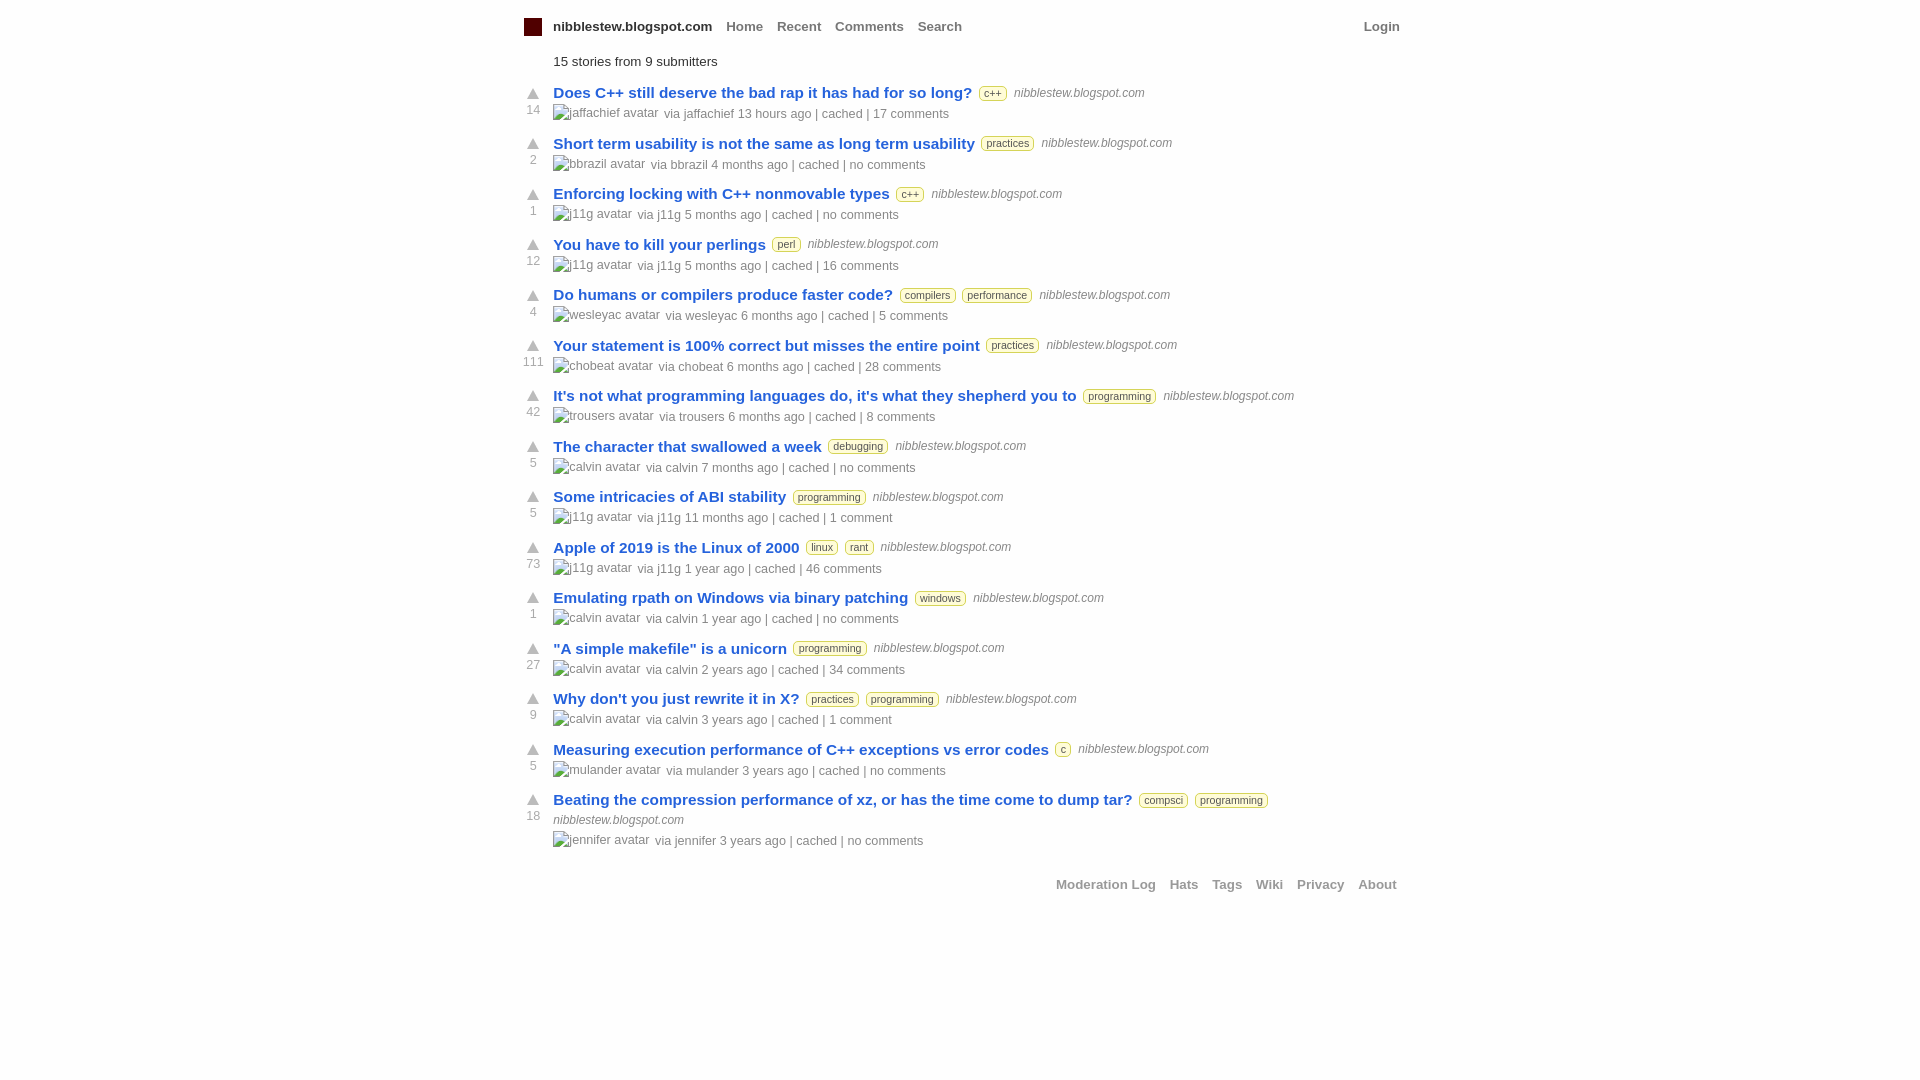 nibblestew.blogspot.com Home Recent Comments Search Login
15 stories from 9 submitters
Does C++ still deserve the bad rap it has had for so long? c++ nibblestew.blogspot.com
14
jaffachief avatar via jaffachief 13 hours ago | cached | 17 comments
Short term usability is not the same as long term usability practices nibblestew.blogspot.com
2
bbrazil avatar via bbrazil 4 months ago | cached | no comments
Enforcing locking with C++ nonmovable types c++ nibblestew.blogspot.com
1
j11g avatar via j11g 5 months ago | cached | no comments
You have to kill your perlings perl nibblestew.blogspot.com
12
j11g avatar via j11g 5 months ago | cached | 16 comments
Do humans or compilers produce faster code? compilers performance nibblestew.blogspot.com
4
wesleyac avatar via wesleyac 6 months ago | cached | 5 comments
Your statement is 100% correct but misses the entire point practices nibblestew.blogspot.com
111
chobeat avatar via chobeat 6 months ago | cached | 28 comments
It's not what programming languages do, it's what they shepherd you to programming nibblestew.blogspot.com
42
trousers avatar via trousers 6 months ago | cached | 8 comments
The character that swallowed a week debugging nibblestew.blogspot.com
5
calvin avatar via calvin 7 months ago | cached | no comments
Some intricacies of ABI stability programming nibblestew.blogspot.com
5
j11g avatar via j11g 11 months ago | cached | 1 comment
Apple of 2019 is the Linux of 2000 linux rant nibblestew.blogspot.com
73
j11g avatar via j11g 1 year ago | cached | 46 comments
Emulating rpath on Windows via binary patching windows nibblestew.blogspot.com
1
calvin avatar via calvin 1 year ago | cached | no comments
"A simple makefile" is a unicorn programming nibblestew.blogspot.com
27
calvin avatar via calvin 2 years ago | cached | 34 comments
Why don't you just rewrite it in X? practices programming nibblestew.blogspot.com
9
calvin avatar via calvin 3 years ago | cached | 1 comment
Measuring execution performance of C++ exceptions vs error codes c nibblestew.blogspot.com
5
mulander avatar via mulander 3 years ago | cached | no comments
Beating the compression performance of xz, or has the time come to dump tar? compsci programming
18
nibblestew.blogspot.com
jennifer avatar via jennifer 3 years ago | cached | no comments
Moderation Log Hats Tags Wiki Privacy About